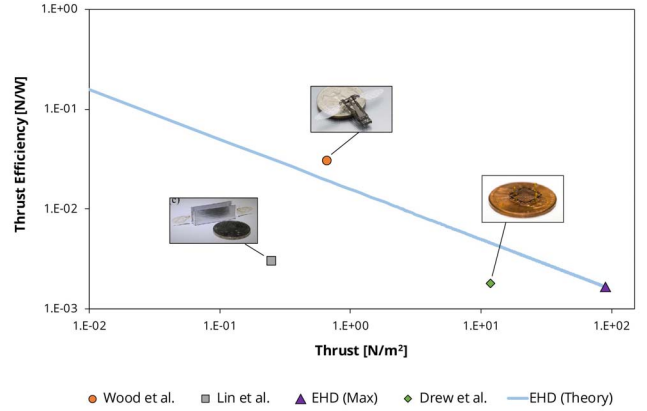 1.E+00
1.E-01
1.E-02
1.E-03
Thrust Efficiency [N/W]
c)
1.E-02 1.E-01 1.E+00 1.E+01 1.E+02
Thrust [N/m²]
Wood et al. Lin et al. EHD (Max) Drew et al. EHD (Theory)